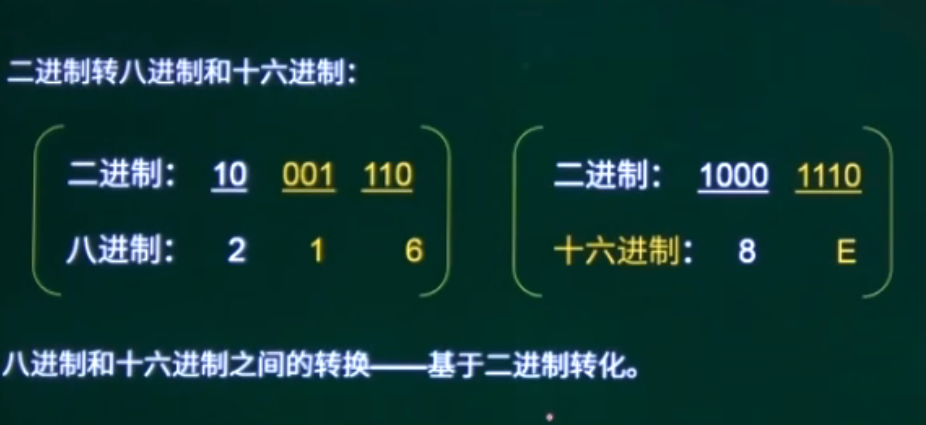 二进制转八进制和十六进制：
二进制： 10 001 110
八进制： 2 1 6
二进制： 1000 1110
十六进制： 8 E
八进制和十六进制之间的转换——基于二进制转化。